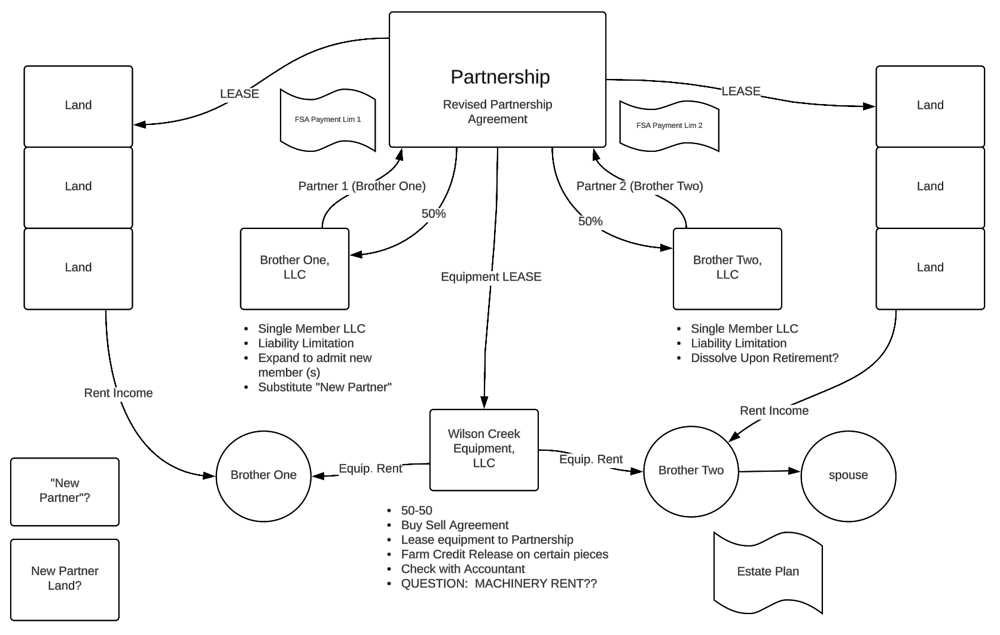 Partnership
Revised Partnership
Agreement
LEASE
LEASE
FSA Payment Lim 1
FSA Payment Lim 2
Land
Land
Land
Land
Land
Land
Partner 1 (Brother One)
Partner 2 (Brother Two)
50%
50%
Brother One,
LLC
Equipment LEASE
Brother Two,
LLC
• Single Member LLC
• Liability Limitation
• Expand to admit new
member (s)
• Substitute "New Partner"
• Single Member LLC
• Liability Limitation
• Dissolve Upon Retirement?
Rent Income
Rent Income
Wilson Creek
Equipment,
LLC
Brother One
Equip. Rent
Equip. Rent
Brother Two
spouse
"New
Partner"?
New Partner
Land?
• 50-50
• Buy Sell Agreement
• Lease equipment to Partnership
• Farm Credit Release on certain pieces
• Check with Accountant
• QUESTION:  MACHINERY RENT??
Estate Plan